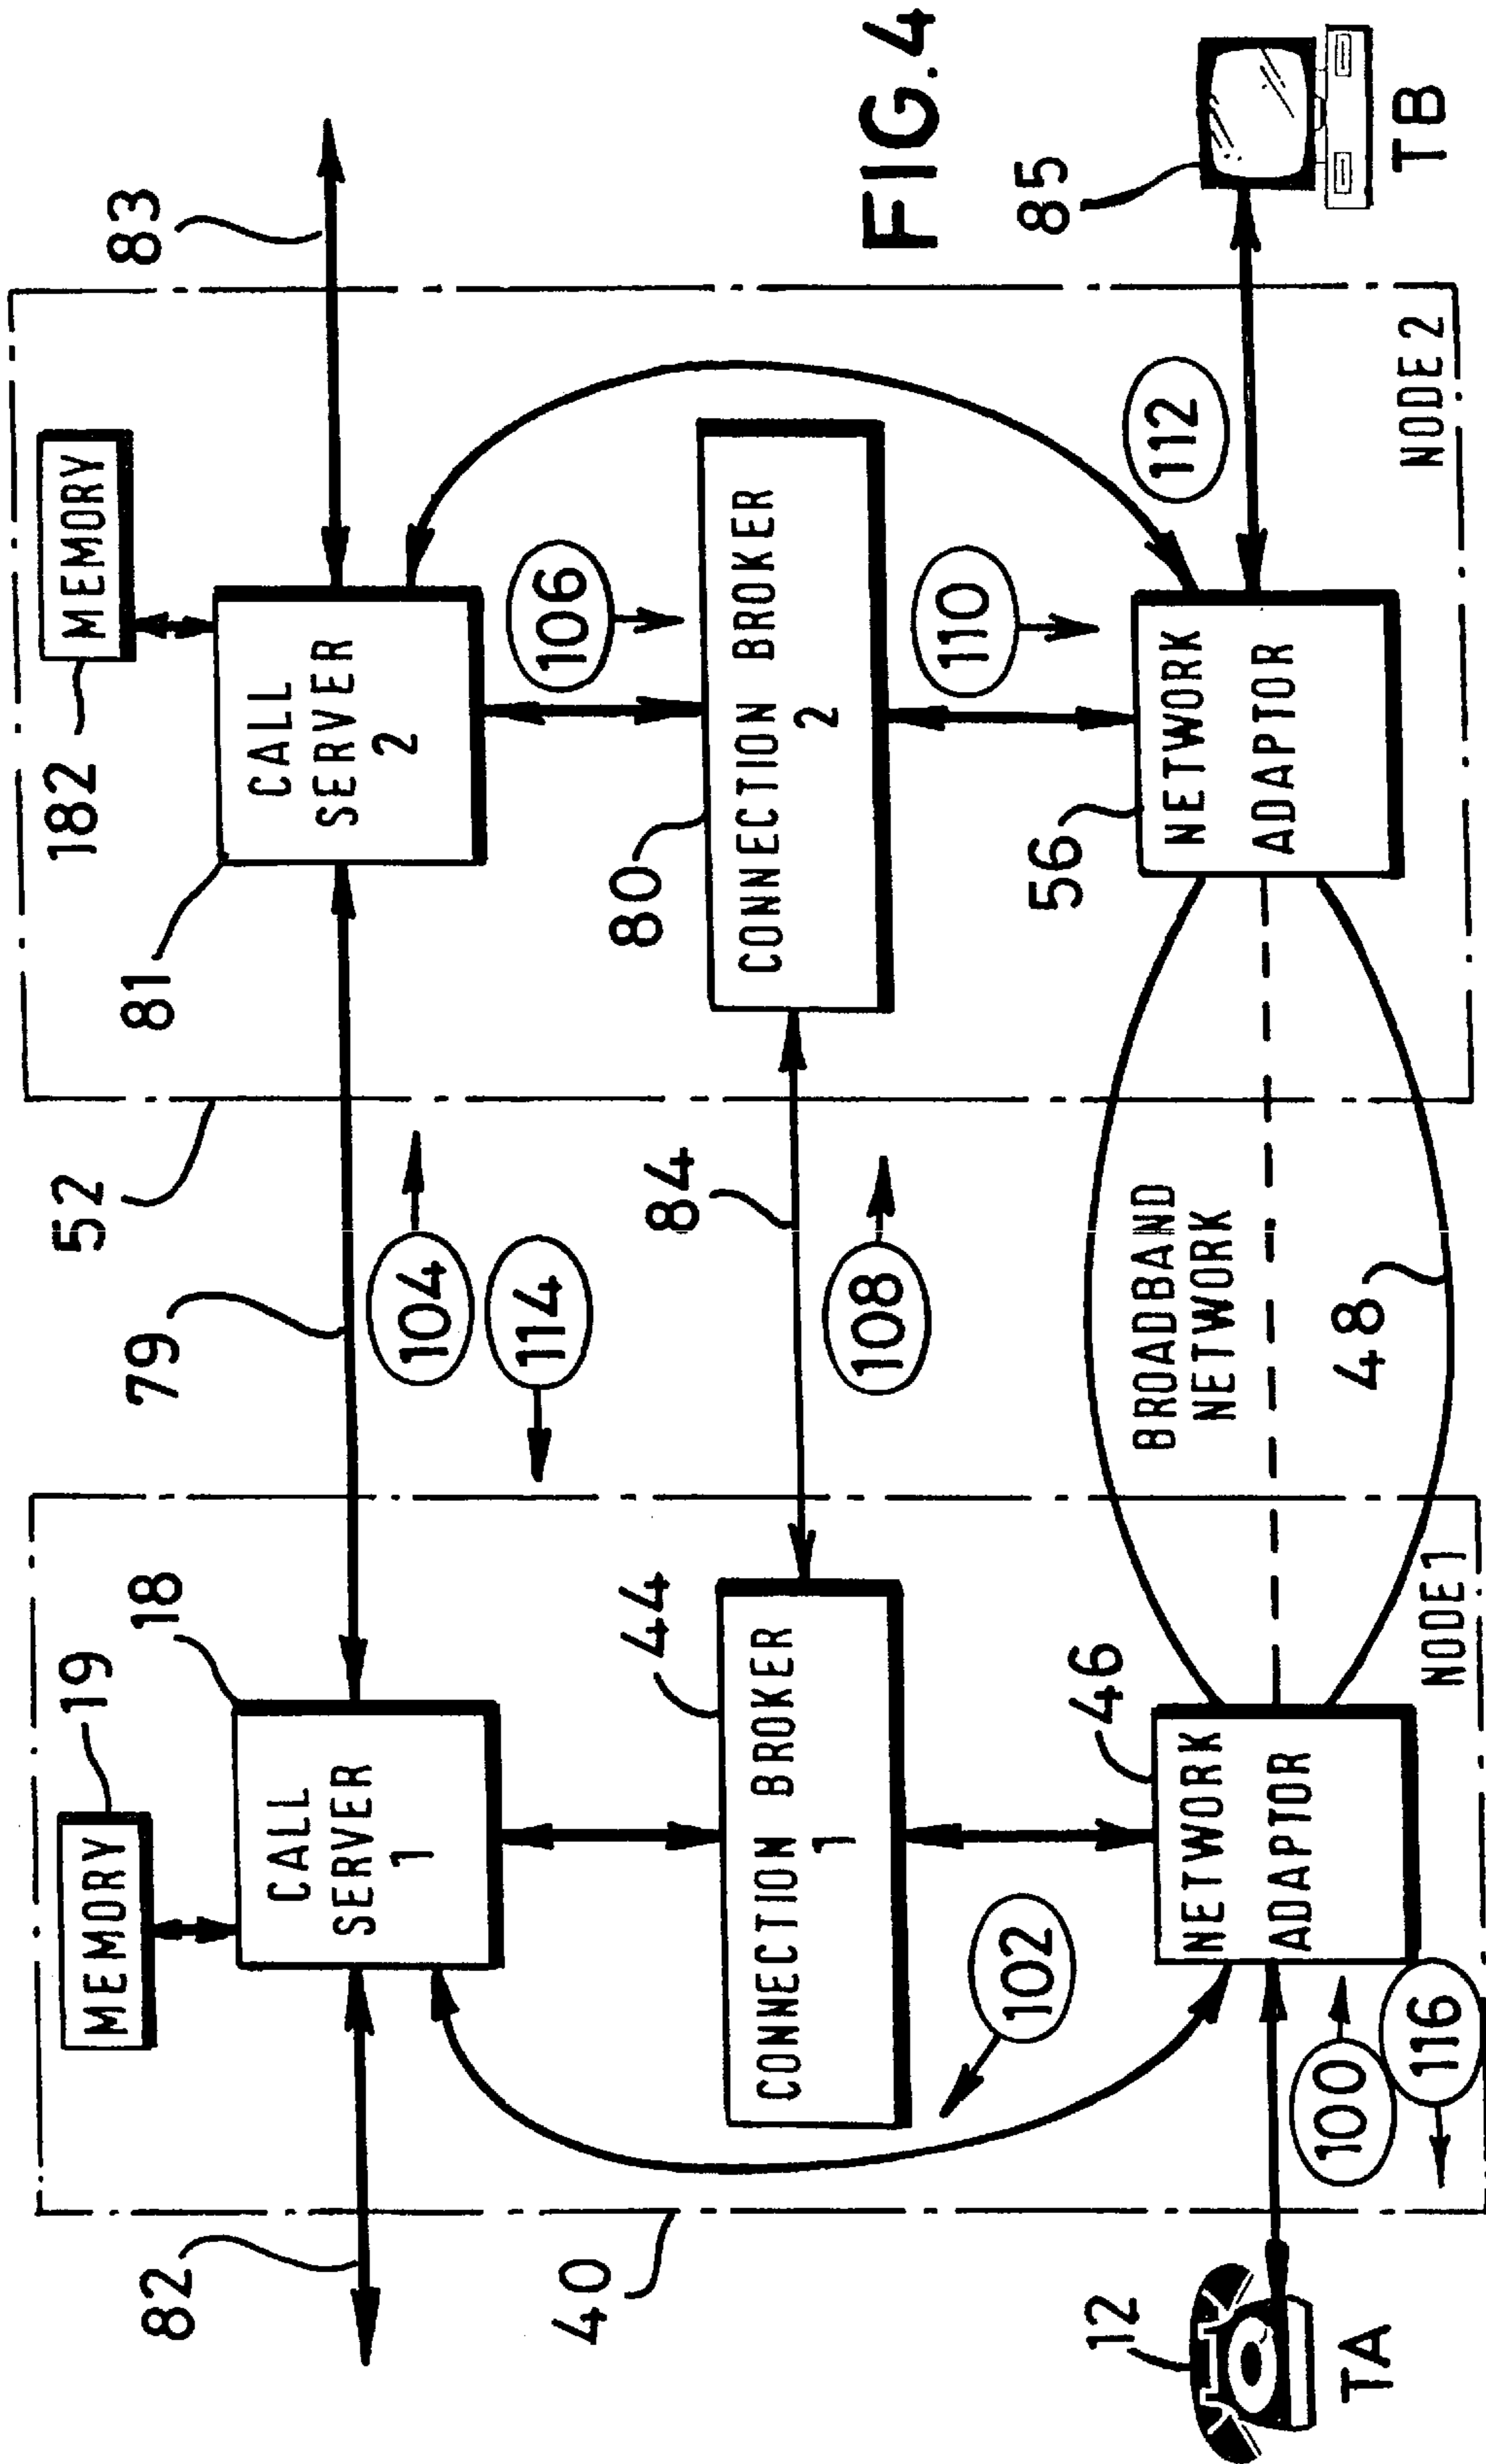 MEMORY
19
18
CALL
SERVER
1
82
79
52
MEMORY
182
CALL
SERVER
2
81
83
104
114
106
44
CONNECTION BROKER
1
84
108
80
CONNECTION BROKER
2
102
110
46
NETWORK
ADAPTOR
100
116
40
12
TA
NODE 1
BROADBAND
NETWORK
48
56
NETWORK
ADAPTOR
112
NODE 2
85
TB
FIG.4